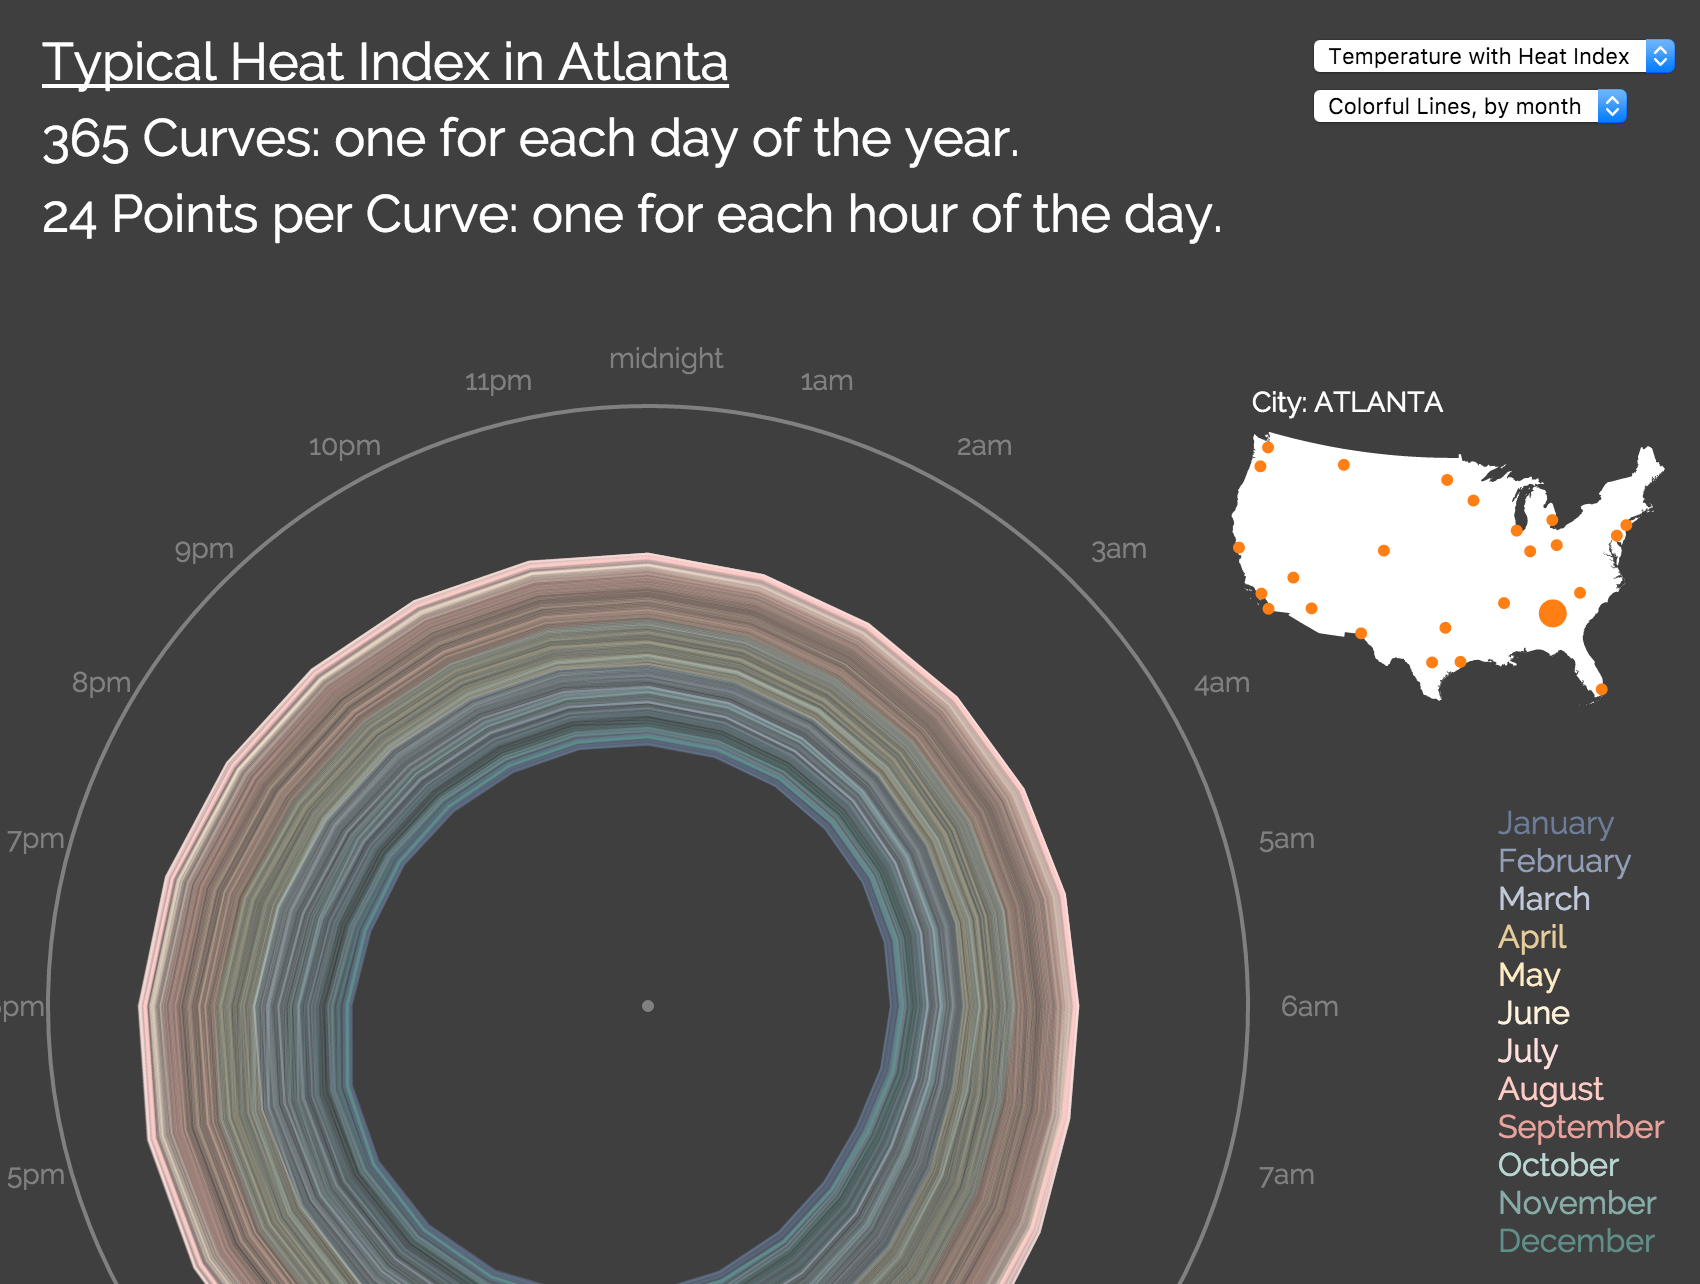 Typical Heat Index in Atlanta
365 Curves: one for each day of the year.
24 Points per Curve: one for each hour of the day.
Temperature with Heat Index
Colorful Lines, by month
midnight
11pm
1am
10pm
2am
9pm
3am
8pm
4am
7pm
5am
pm
6am
5pm
7am
City: ATLANTA
January
February
March
April
May
June
July
August
September
October
November
December